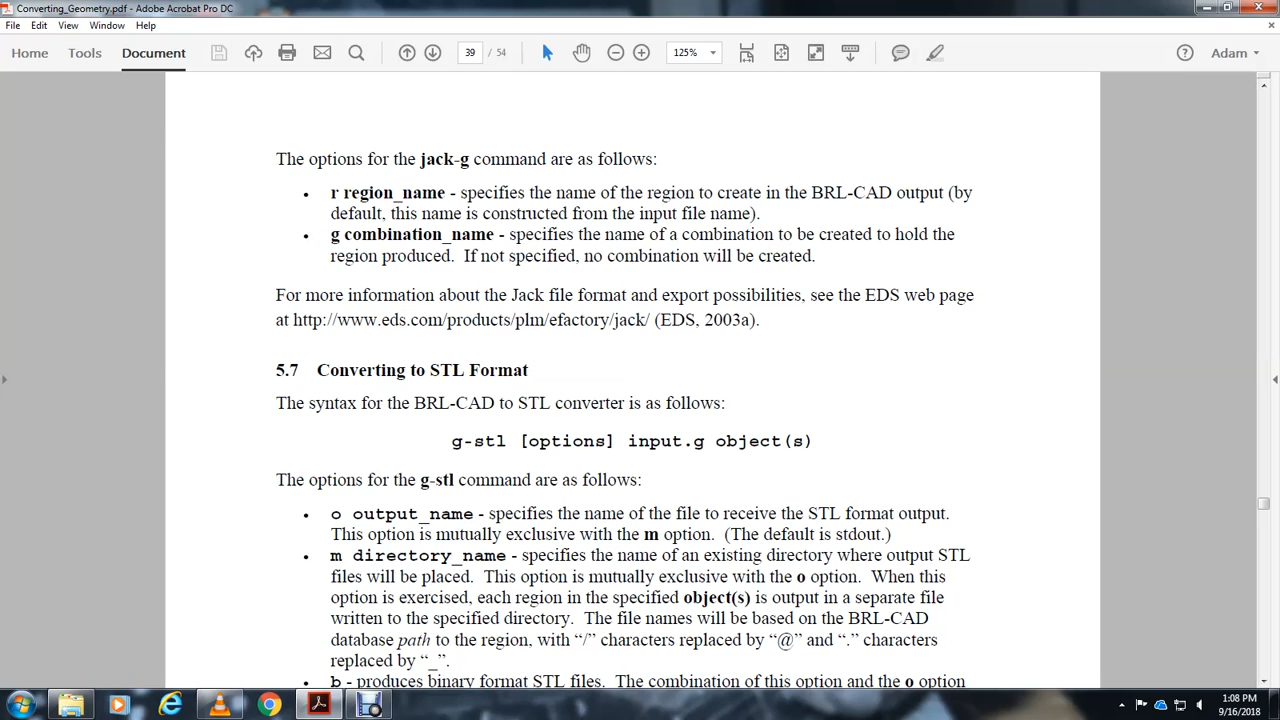 Converting_Geometry.pdf - Adobe Acrobat Pro DC
File Edit View Window Help
Home Tools Document 39 / 54 125% Adam
The options for the jack-g command are as follows:
• r region_name - specifies the name of the region to create in the BRL-CAD output (by
default, this name is constructed from the input file name).
• g combination_name - specifies the name of a combination to be created to hold the
region produced. If not specified, no combination will be created.
For more information about the Jack file format and export possibilities, see the EDS web page
at http://www.eds.com/products/plm/efactory/jack/ (EDS, 2003a).
5.7 Converting to STL Format
The syntax for the BRL-CAD to STL converter is as follows:
g-stl [options] input.g object(s)
The options for the g-stl command are as follows:
• o output_name - specifies the name of the file to receive the STL format output.
This option is mutually exclusive with the m option. (The default is stdout.)
• m directory_name - specifies the name of an existing directory where output STL
files will be placed. This option is mutually exclusive with the o option. When this
option is exercised, each region in the specified object(s) is output in a separate file
written to the specified directory. The file names will be based on the BRL-CAD
database path to the region, with “/” characters replaced by “@” and “.” characters
replaced by “_”.
• b - produces binary format STL files. The combination of this option and the o option
1:08 PM
9/16/2018